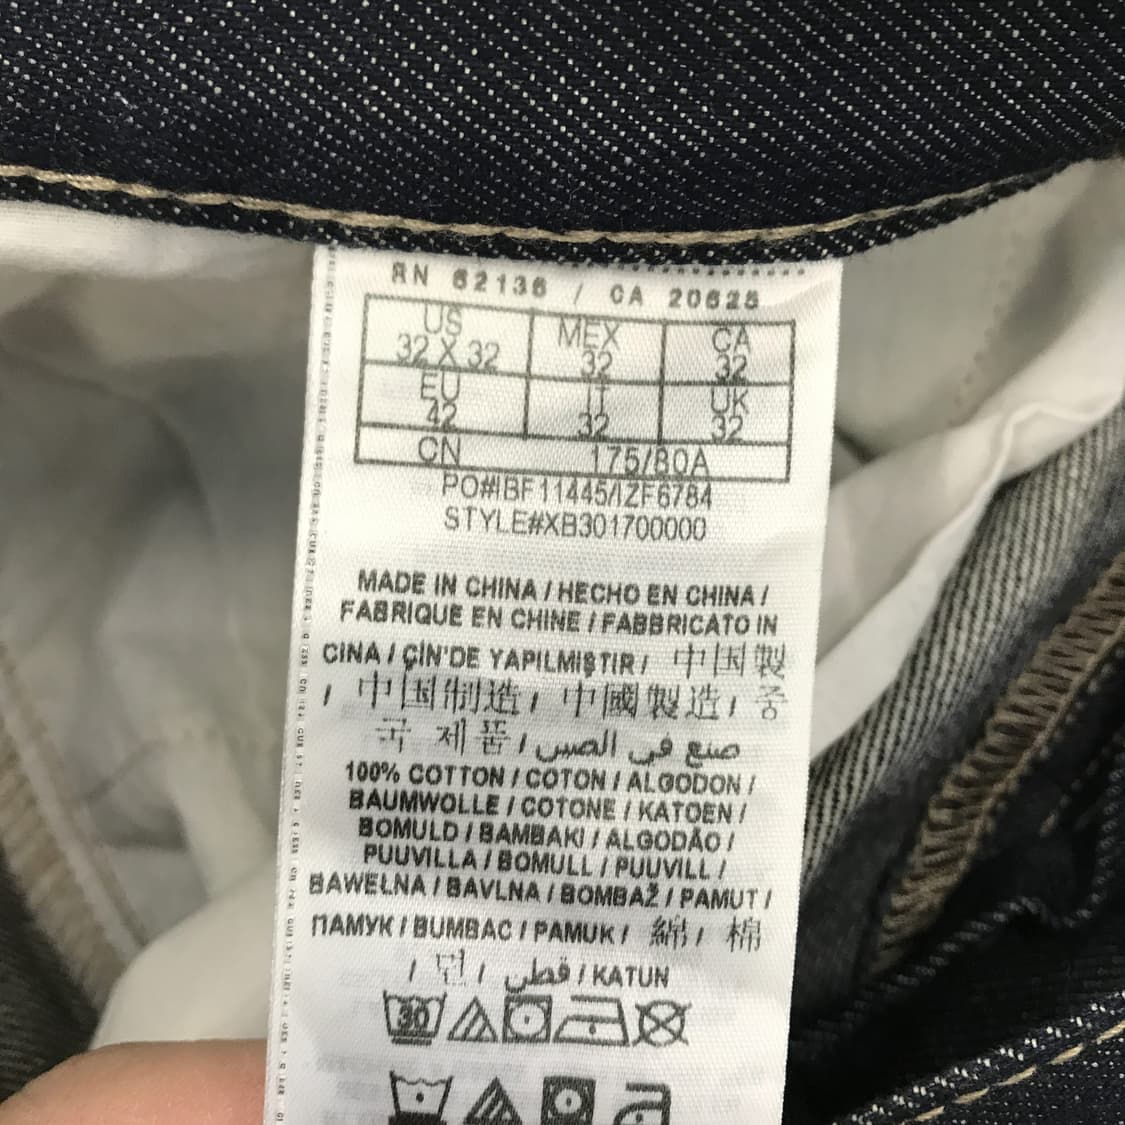 RN 62136 / CA 20625
US
32 X 32
MEX
32
CA
32
EU
42
IT
32
UK
32
CN 175/80A
PO#IBF11445/IZF6784
STYLE#XB301700000
MADE IN CHINA / HECHO EN CHINA /
FABRIQUE EN CHINE / FABBRICATO IN
CINA / ÇİN'DE YAPILMIŞTIR / 中国製
/ 中国制造 / 中國製造 / 중
국 제품 / صنع في الصين
100% COTTON / COTON / ALGODON /
BAUMWOLLE / COTONE / KATOEN /
BOMULD / BAMBAKI / ALGODÃO /
PUUVILLA / BOMULL / PUUVILL /
BAWELNA / BAVLNA / BOMBAŽ / PAMUT /
ПАМУК / BUMBAC / PAMUK / 綿 / 棉
/ 면 / قطن / KATUN
30